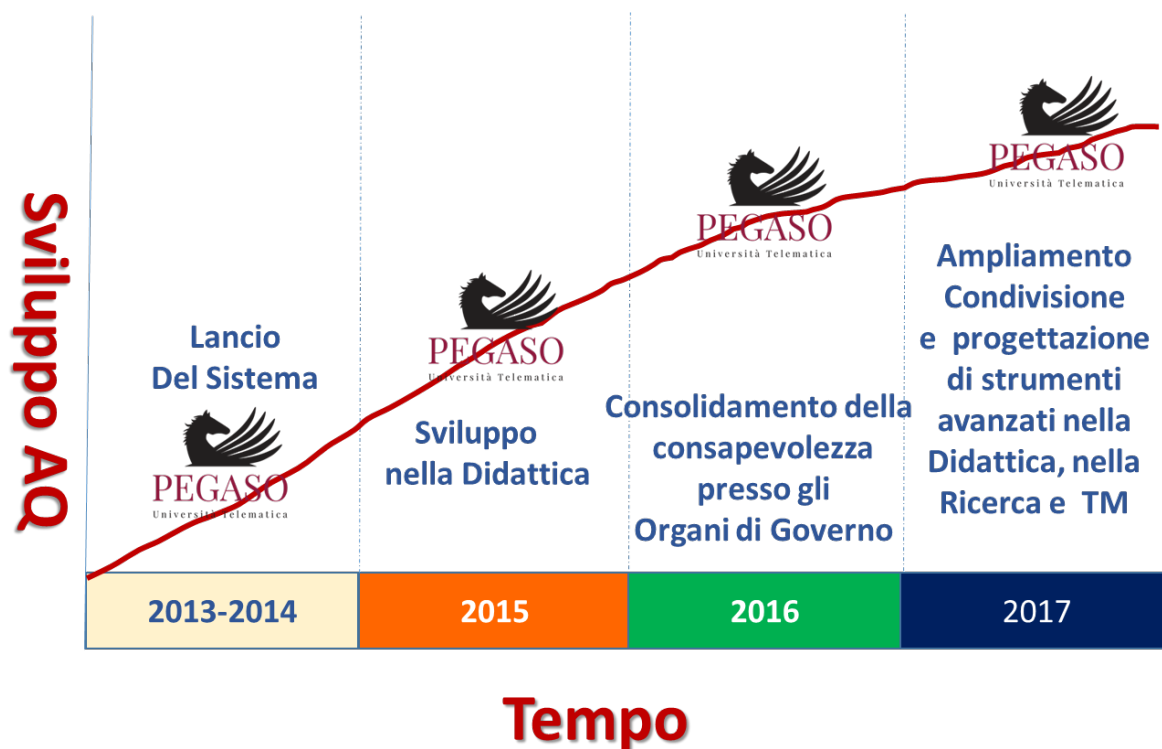 Sviluppo AQ
Lancio
Del Sistema
PEGASO
Università Telematica
PEGASO
Università Telematica
Sviluppo
nella Didattica
PEGASO
Università Telematica
Consolidamento della
consapevolezza
presso gli
Organi di Governo
PEGASO
Università Telematica
Ampliamento
Condivisione
e progettazione
di strumenti
avanzati nella
Didattica, nella
Ricerca e TM
2013-2014
2015
2016
2017
Tempo